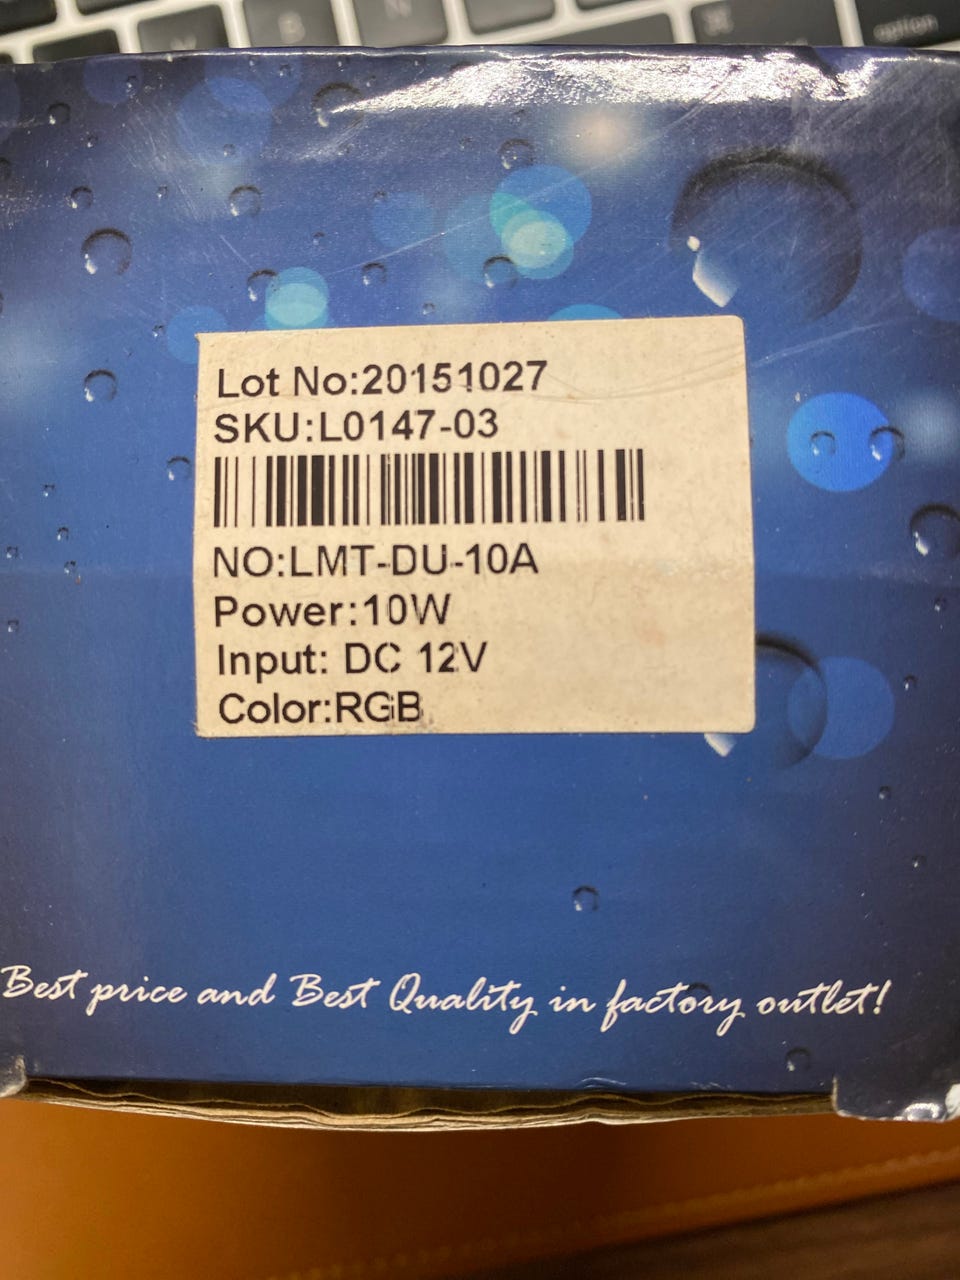 V B N ⌘ option
Lot No:20151027
SKU:L0147-03
NO:LMT-DU-10A
Power:10W
Input: DC 12V
Color:RGB
Best price and Best Quality in factory outlet!